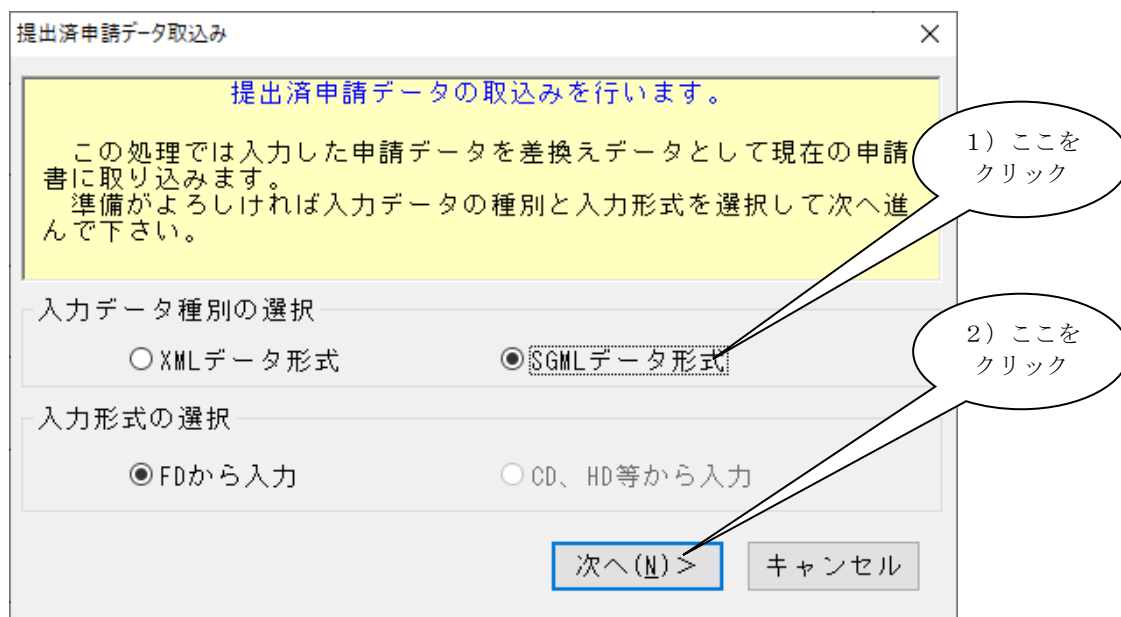 提出済申請データ取込み
提出済申請データの取込みを行います。
この処理では入力した申請データを差換えデータとして現在の申請
書に取り込みます。
準備がよろしければ入力データの種別と入力形式を選択して次へ進
んで下さい。
1)ここを
クリック
入力データ種別の選択
XMLデータ形式
SGMLデータ形式
2)ここを
クリック
入力形式の選択
FDから入力
CD、HD等から入力
次へ(N)>
キャンセル